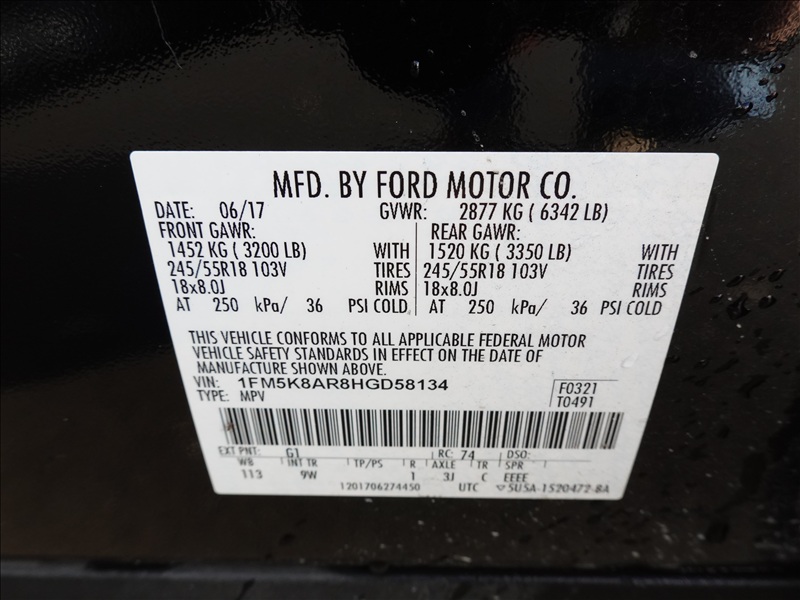 MFD. BY FORD MOTOR CO.
DATE: 06/17 GVWR: 2877 KG ( 6342 LB)
FRONT GAWR: REAR GAWR:
1452 KG ( 3200 LB) WITH 1520 KG ( 3350 LB) WITH
245/55R18 103V TIRES 245/55R18 103V TIRES
18x8.0J RIMS 18x8.0J RIMS
AT 250 kPa/ 36 PSI COLD AT 250 kPa/ 36 PSI COLD
THIS VEHICLE CONFORMS TO ALL APPLICABLE FEDERAL MOTOR
VEHICLE SAFETY STANDARDS IN EFFECT ON THE DATE OF
MANUFACTURE SHOWN ABOVE.
VIN: 1FM5K8AR8HGD58134 F0321
TYPE: MPV T0491
EXT PNT: G1 RC: 74 DSO:
WB INT TR TP/PS R AXLE TR SPR
113 9W 1 3J C EEEE
1201706274450 UTC ▽5U5A-1520472-BA